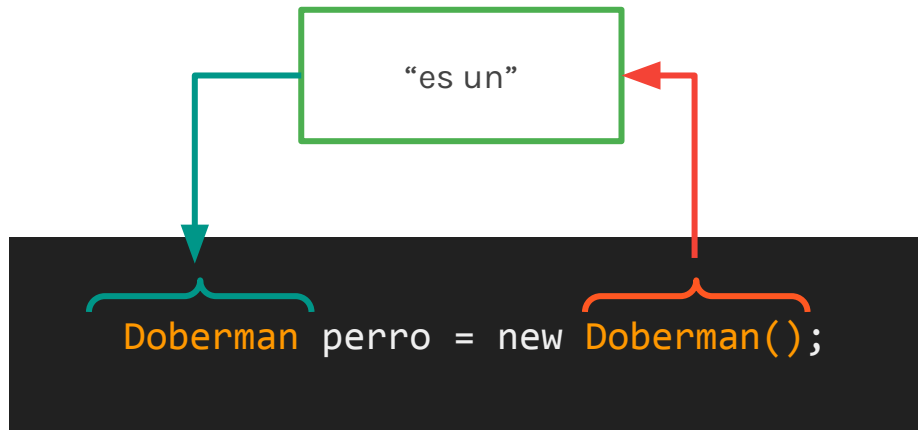 “es un”
Doberman perro = new Doberman();